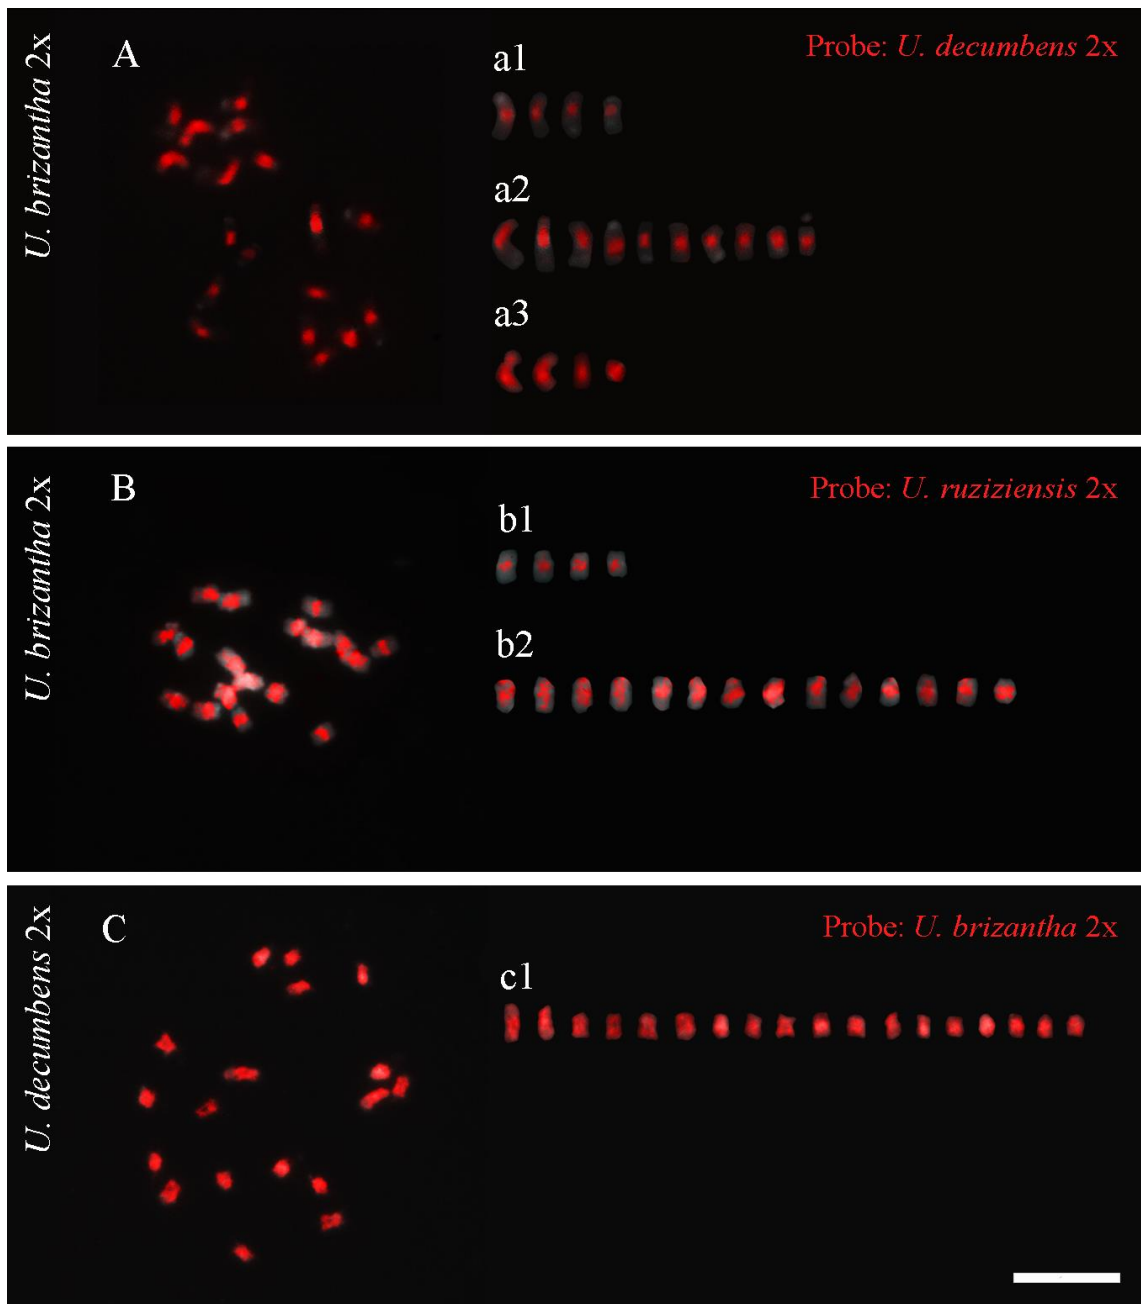 U. brizantha 2x
A
a1
Probe: U. decumbens 2x
a2
a3
U. brizantha 2x
B
Probe: U. ruziziensis 2x
b1
b2
U. decumbens 2x
C
Probe: U. brizantha 2x
c1